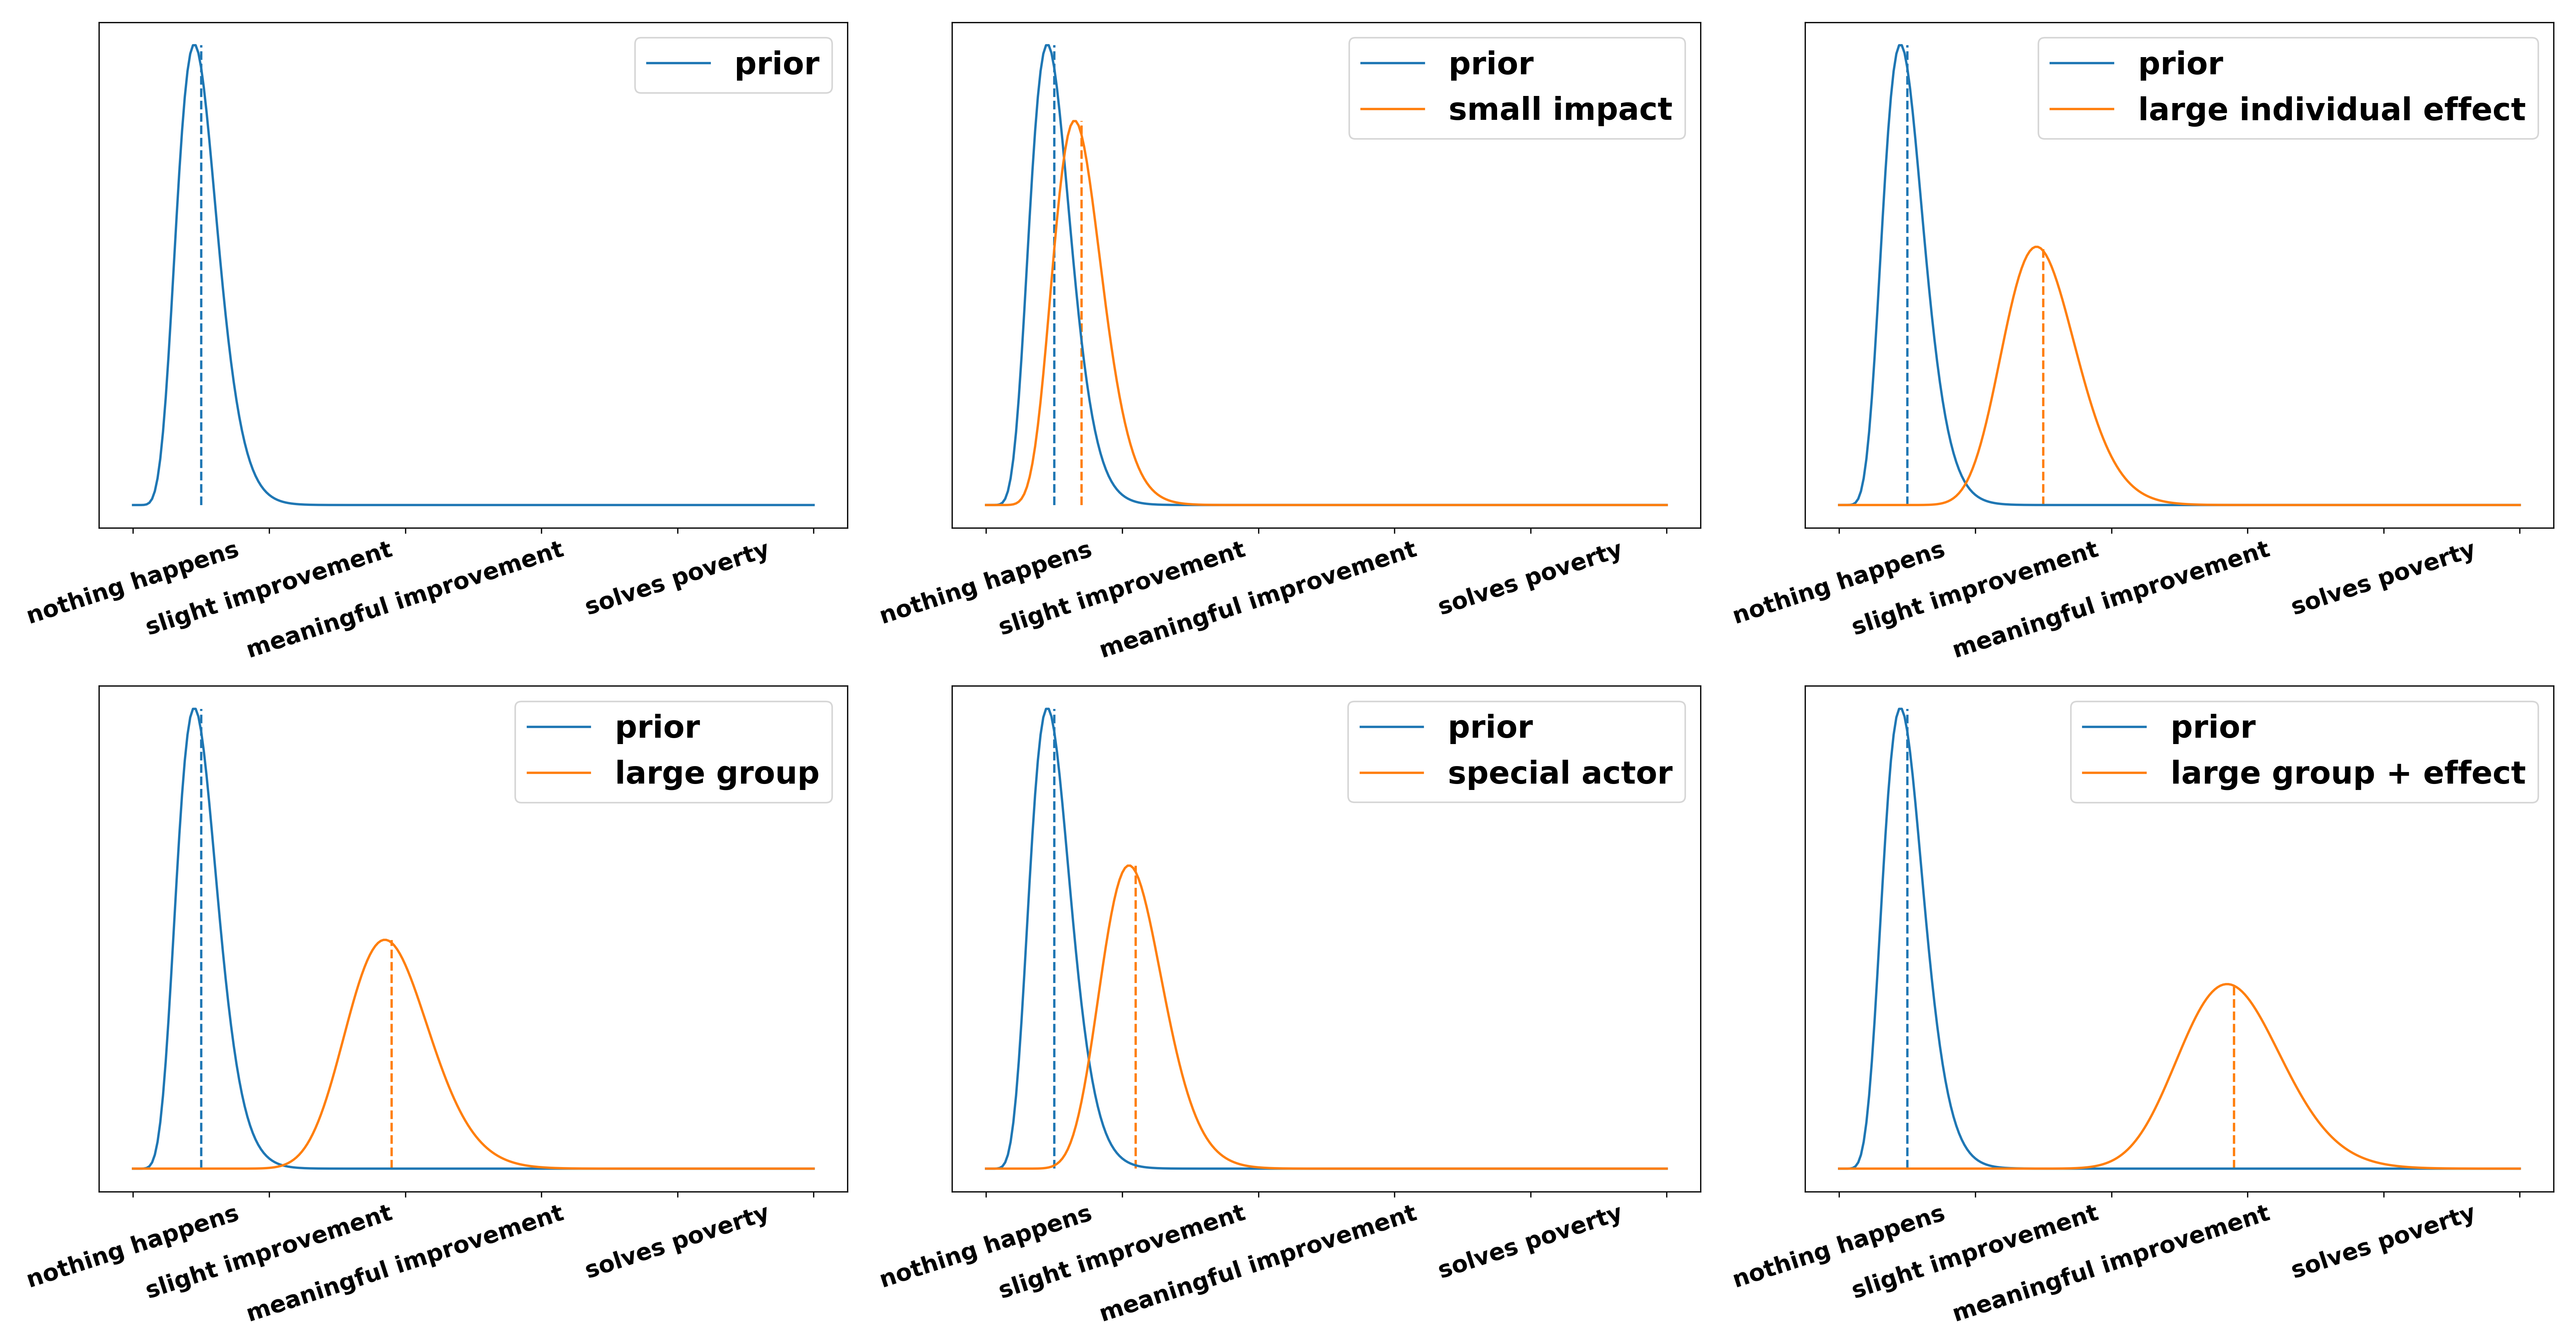 prior
nothing happens
slight improvement
meaningful improvement
solves poverty
prior
small impact
nothing happens
slight improvement
meaningful improvement
solves poverty
prior
large individual effect
nothing happens
slight improvement
meaningful improvement
solves poverty
prior
large group
nothing happens
slight improvement
meaningful improvement
solves poverty
prior
special actor
nothing happens
slight improvement
meaningful improvement
solves poverty
prior
large group + effect
nothing happens
slight improvement
meaningful improvement
solves poverty